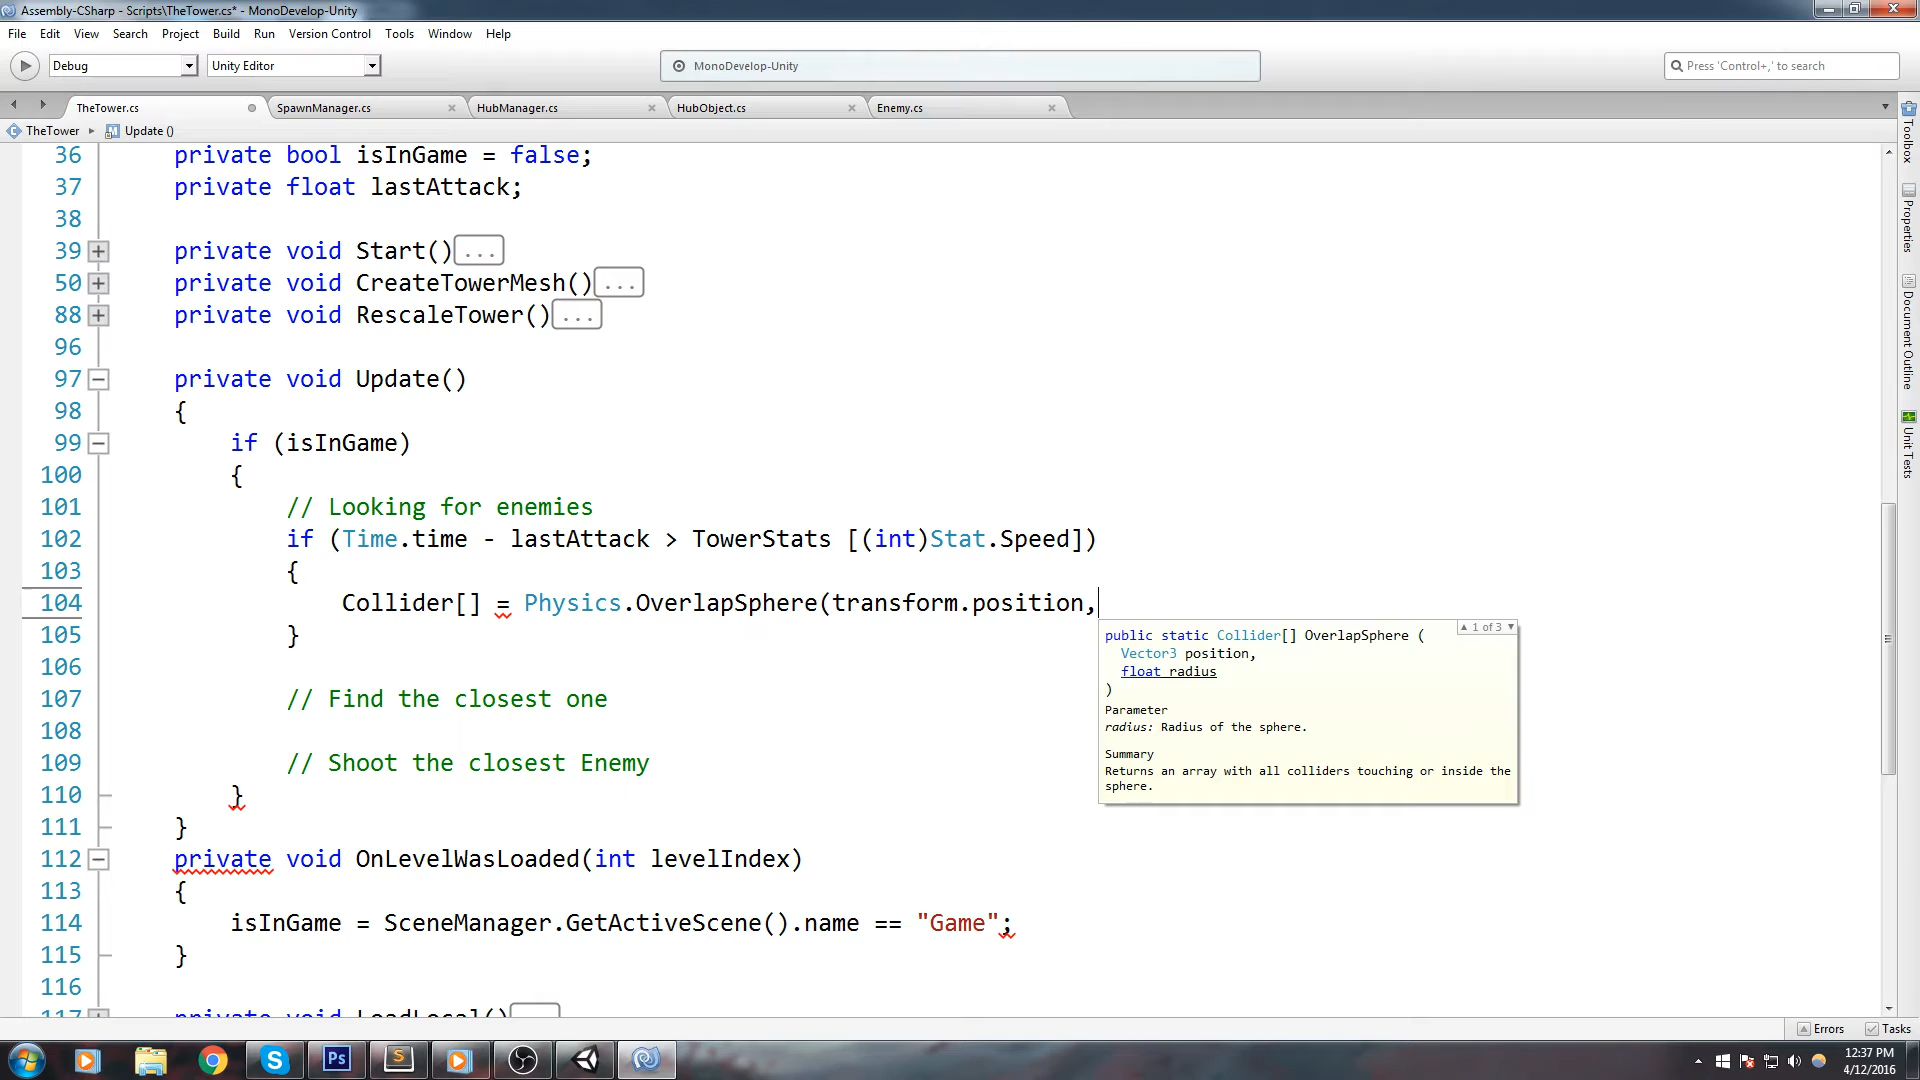 Assembly-CSharp - Scripts\TheTower.cs* - MonoDevelop-Unity
File Edit View Search Project Build Run Version Control Tools Window Help
Debug Unity Editor MonoDevelop-Unity Press 'Control+,' to search
TheTower.cs SpawnManager.cs HubManager.cs HubObject.cs Enemy.cs
TheTower Update ()
36 private bool isInGame = false;
37 private float lastAttack;
38
39 private void Start()...
50 private void CreateTowerMesh()...
88 private void RescaleTower()...
96
97 private void Update()
98 {
99 if (isInGame)
100 {
101 // Looking for enemies
102 if (Time.time - lastAttack > TowerStats [(int)Stat.Speed])
103 {
104 Collider[] = Physics.OverlapSphere(transform.position,
105 }
106
107 // Find the closest one
108
109 // Shoot the closest Enemy
110 }
111 }
112 private void OnLevelWasLoaded(int levelIndex)
113 {
114 isInGame = SceneManager.GetActiveScene().name == "Game";
115 }
116
117 private void LoadLocal()...
1 of 3
public static Collider[] OverlapSphere (
Vector3 position,
float radius
)
Parameter
radius: Radius of the sphere.
Summary
Returns an array with all colliders touching or inside the
sphere.
Toolbox
Properties
Document Outline
Unit Tests
Errors Tasks
Ps
S
12:37 PM
4/12/2016